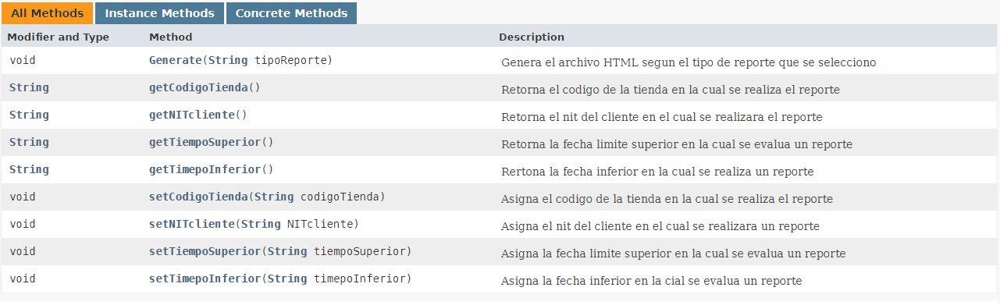 All Methods Instance Methods Concrete Methods
Modifier and Type Method Description
void Generate(String tipoReporte) Genera el archivo HTML segun el tipo de reporte que se selecciono
String getCodigoTienda() Retorna el codigo de la tienda en la cual se realiza el reporte
String getNITcliente() Retorna el nit del cliente en el cual se realizara el reporte
String getTiempoSuperior() Retorna la fecha limite superior en la cual se evalua un reporte
String getTimepoInferior() Rertona la fecha inferior en la cual se realiza un reporte
void setCodigoTienda(String codigoTienda) Asigna el codigo de la tienda en la cual se realiza el reporte
void setNITcliente(String NITcliente) Asigna el nit del cliente en el cual se realizara un reporte
void setTiempoSuperior(String tiempoSuperior) Asigna la fecha limite superior en la cual se evalua un reporte
void setTimepoInferior(String timepoInferior) Asigna la fecha inferior en la cial se evalua un reporte